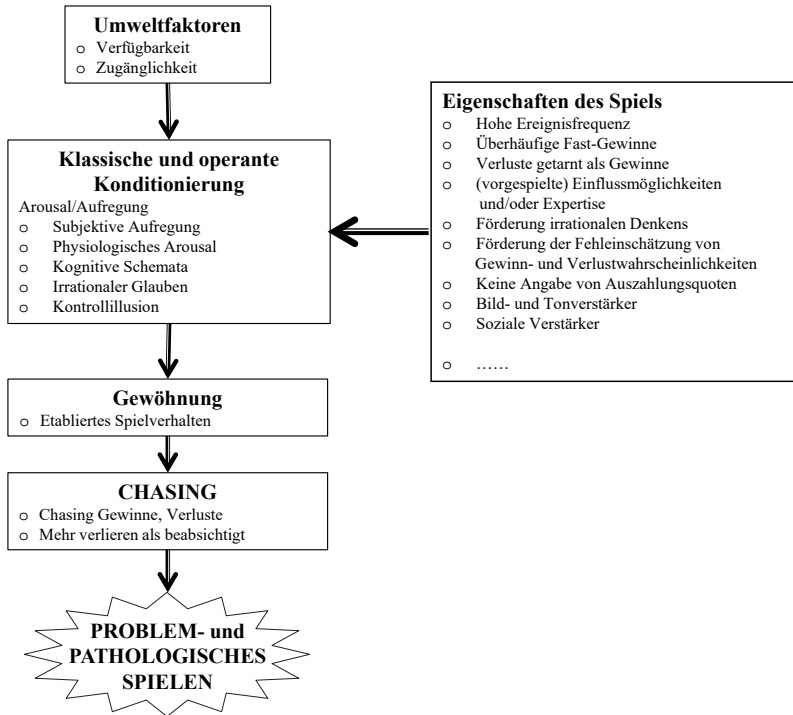 Umweltfaktoren
o Verfügbarkeit
o Zugänglichkeit
Klassische und operante
Konditionierung
Arousal/Aufregung
o Subjektive Aufregung
o Physiologisches Arousal
o Kognitive Schemata
o Irrationaler Glauben
o Kontrollillusion
Eigenschaften des Spiels
o Hohe Ereignisfrequenz
o Überhäufige Fast-Gewinne
o Verluste getarnt als Gewinne
o (vorgespielte) Einflussmöglichkeiten
und/oder Expertise
o Förderung irrationalen Denkens
o Förderung der Fehleinschätzung von
Gewinn- und Verlustwahrscheinlichkeiten
o Keine Angabe von Auszahlungsquoten
o Bild- und Tonverstärker
o Soziale Verstärker
o ……
Gewöhnung
o Etabliertes Spielverhalten
CHASING
o Chasing Gewinne, Verluste
o Mehr verlieren als beabsichtigt
PROBLEM- und
PATHOLOGISCHES
SPIELEN